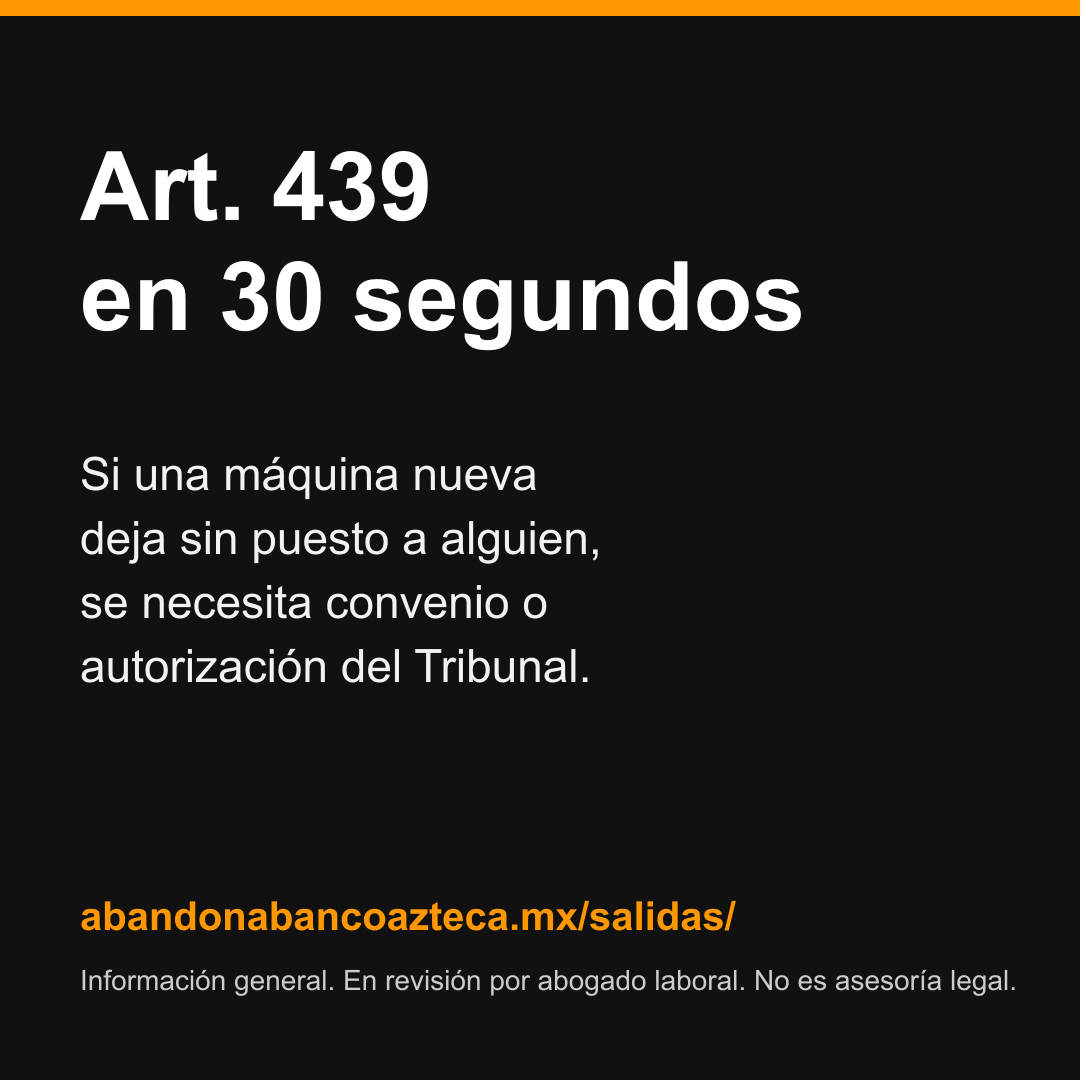 Art. 439
en 30 segundos
Si una máquina nueva
deja sin puesto a alguien,
se necesita convenio o
autorización del Tribunal.
abandonabancoazteca.mx/salidas/
Información general. En revisión por abogado laboral. No es asesoría legal.